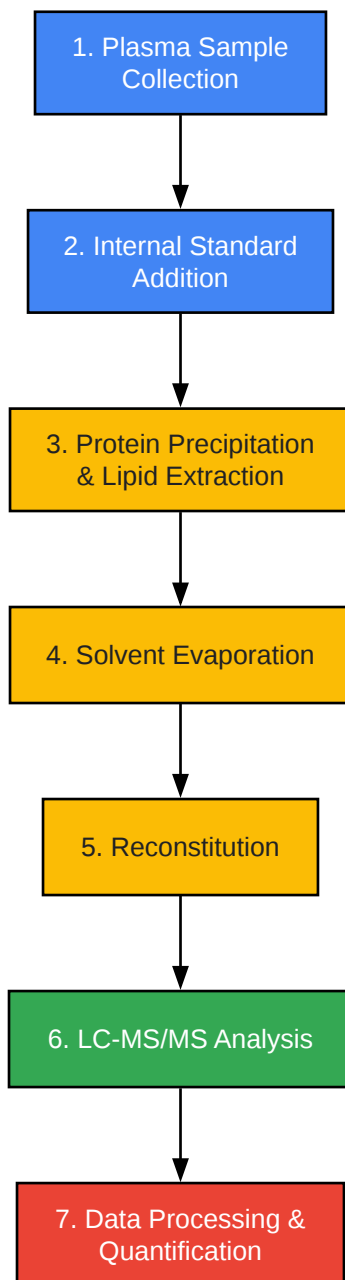 1. Plasma Sample
Collection
2. Internal Standard
Addition
3. Protein Precipitation
& Lipid Extraction
4. Solvent Evaporation
5. Reconstitution
6. LC-MS/MS Analysis
7. Data Processing &
Quantification